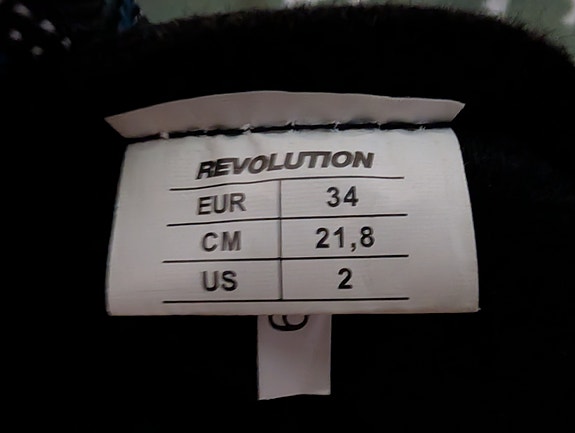 REVOLUTION
EUR 34
CM 21,8
US 2